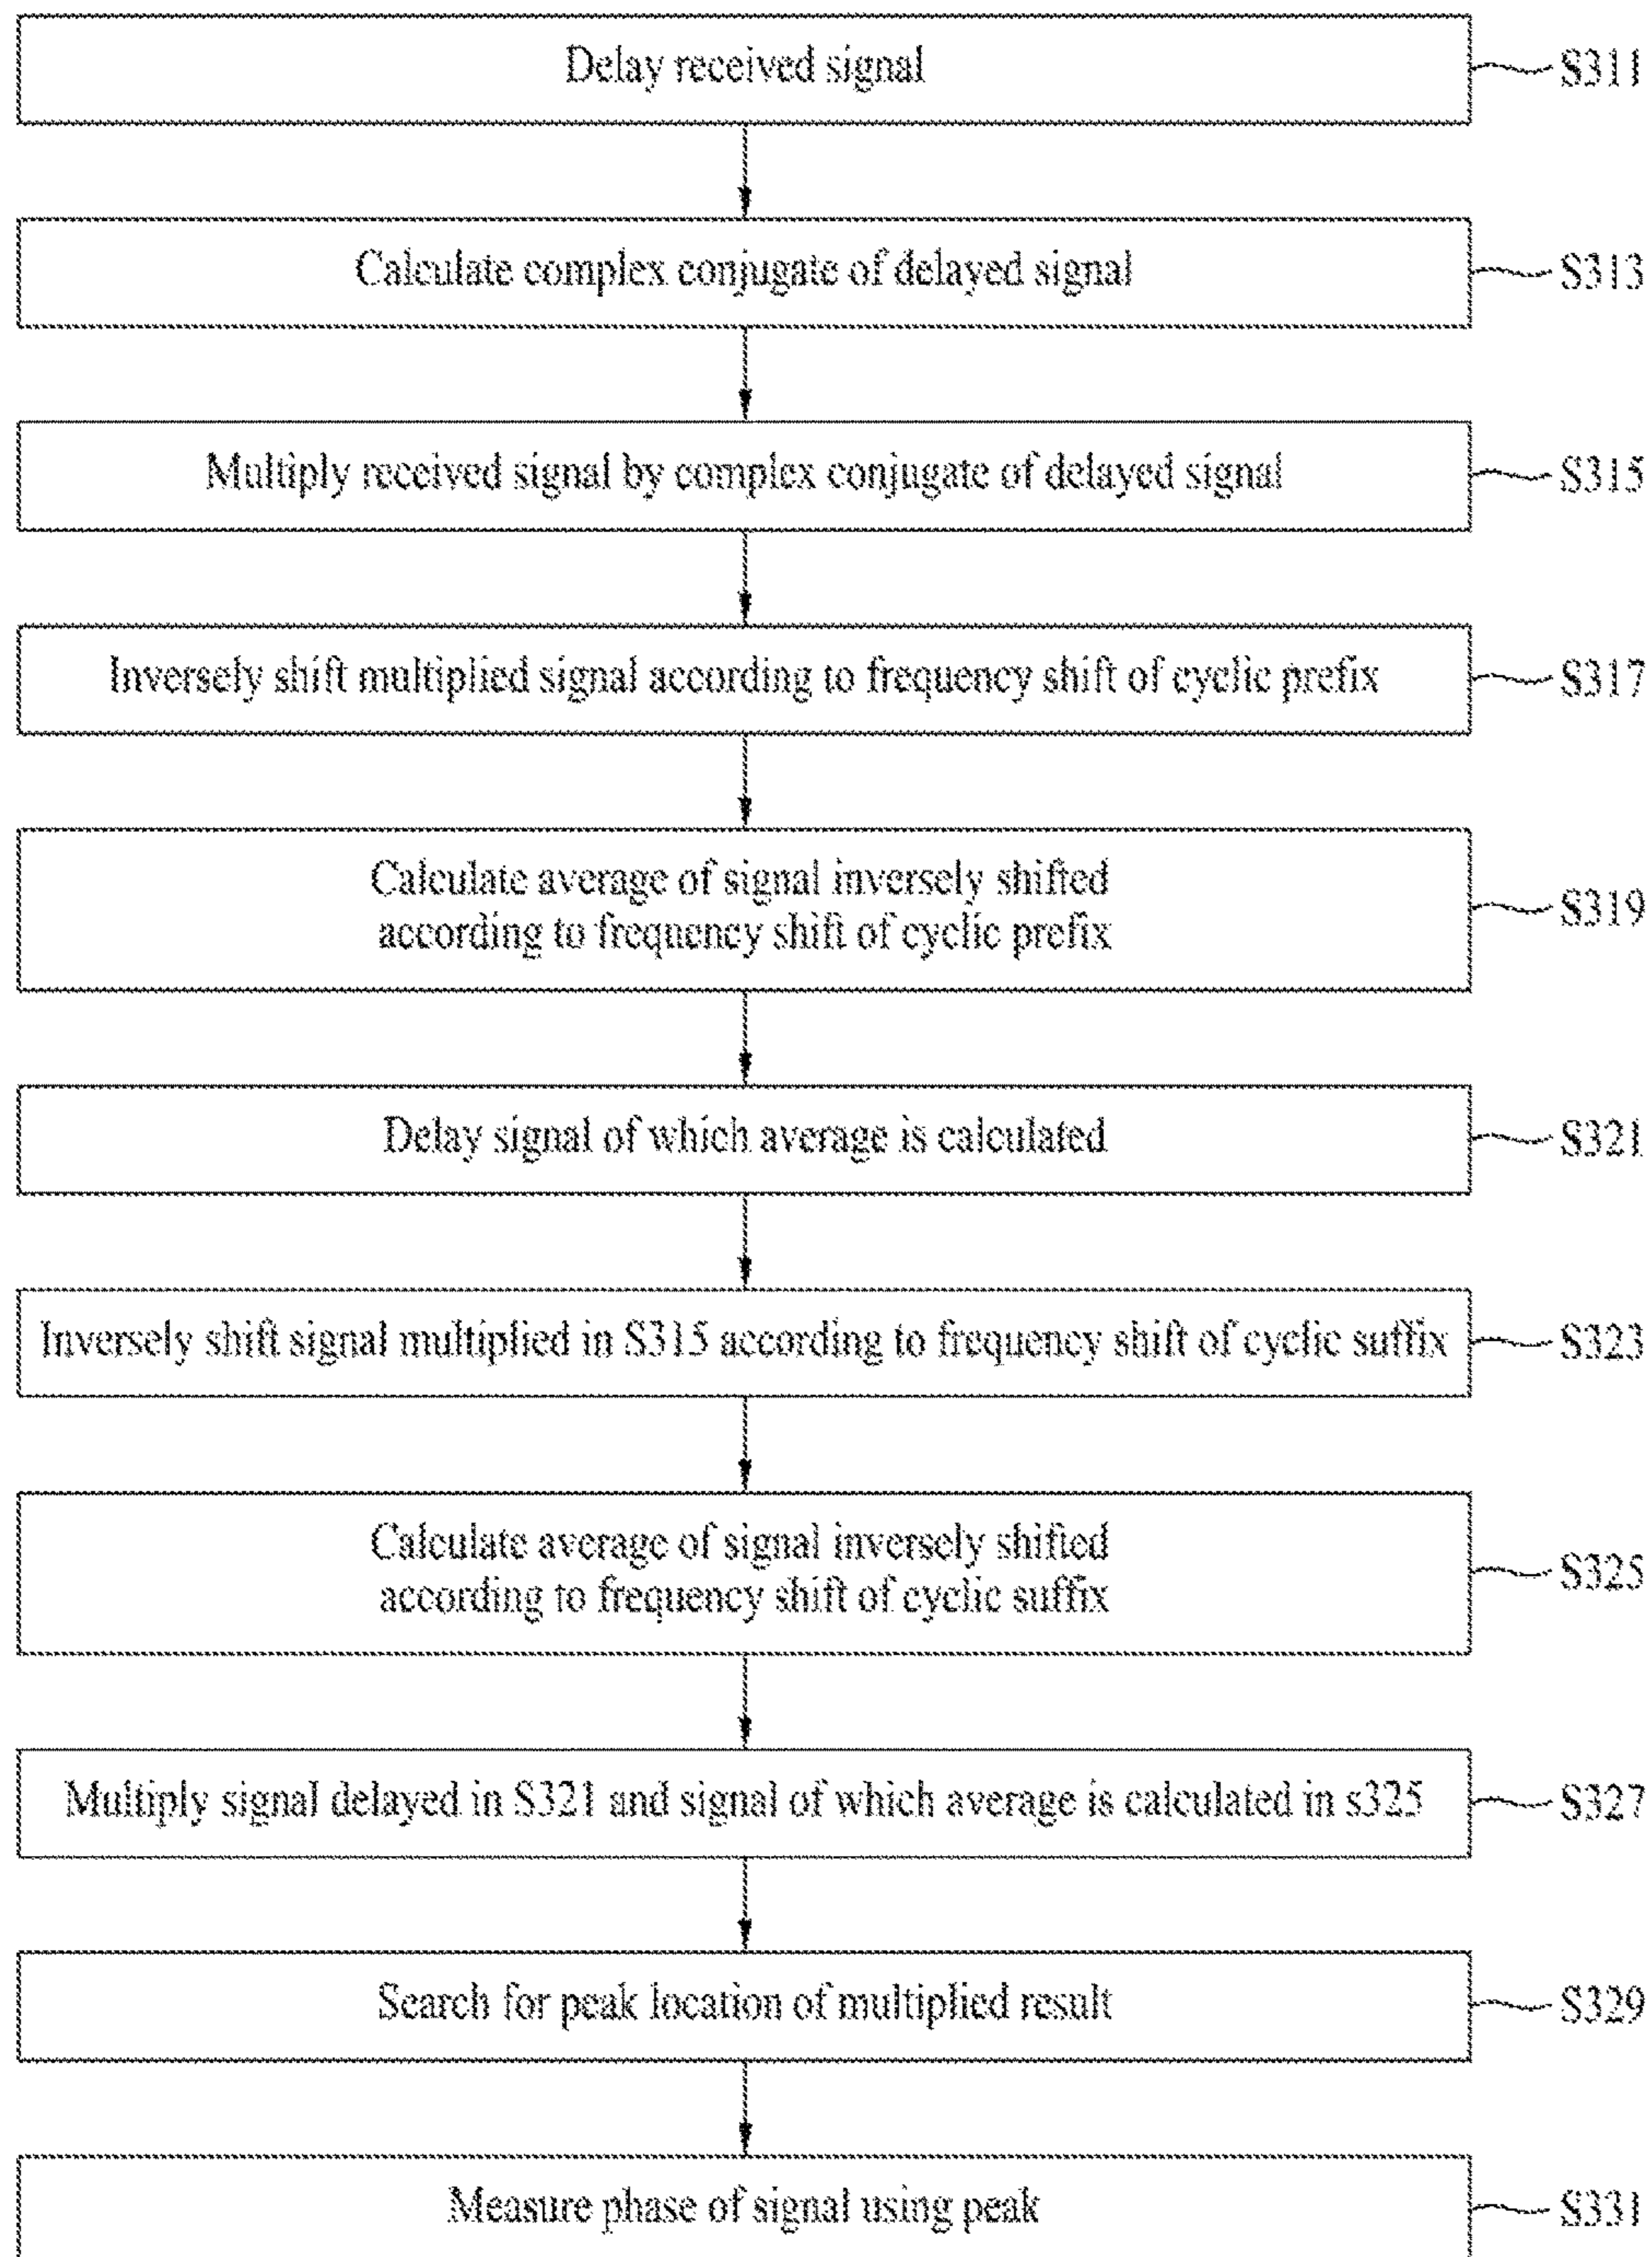 Delay received signal
S311
Calculate complex conjugate of delayed signal
S313
Multiply received signal by complex conjugate of delayed signal
S315
Inversely shift multiplied signal according to frequency shift of cyclic prefix
S317
Calculate average of signal inversely shifted
according to frequency shift of cyclic prefix
S319
Delay signal of which average is calculated
S321
Inversely shift signal multiplied in S315 according to frequency shift of cyclic suffix
S323
Calculate average of signal inversely shifted
according to frequency shift of cyclic suffix
S325
Multiply signal delayed in S321 and signal of which average is calculated in s325
S327
Search for peak location of multiplied result
S329
Measure phase of signal using peak
S331